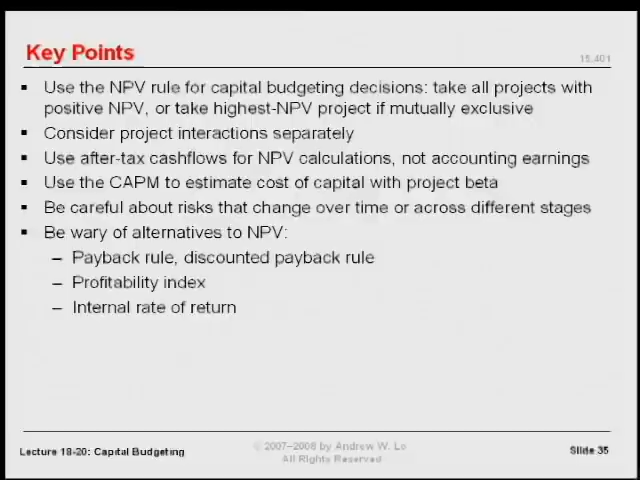 Key Points
15.401
Use the NPV rule for capital budgeting decisions: take all projects with
positive NPV, or take highest-NPV project if mutually exclusive
Consider project interactions separately
Use after-tax cashflows for NPV calculations, not accounting earnings
Use the CAPM to estimate cost of capital with project beta
Be careful about risks that change over time or across different stages
Be wary of alternatives to NPV:
– Payback rule, discounted payback rule
– Profitability index
– Internal rate of return
Lecture 18-20: Capital Budgeting
© 2007–2008 by Andrew W. Lo
All Rights Reserved
Slide 35